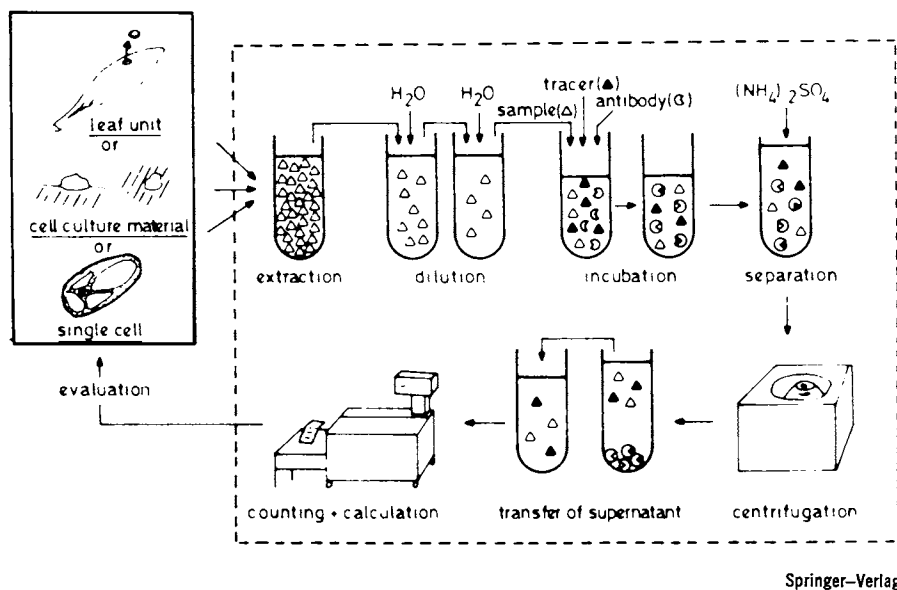 leaf unit
or
cell culture material
or
single cell
H2O
H2O
sample(△)
tracer(▲)
antibody(C)
(NH4)2SO4
extraction
dilution
incubation
separation
evaluation
counting + calculation
transfer of supernatant
centrifugation
Springer–Verlag